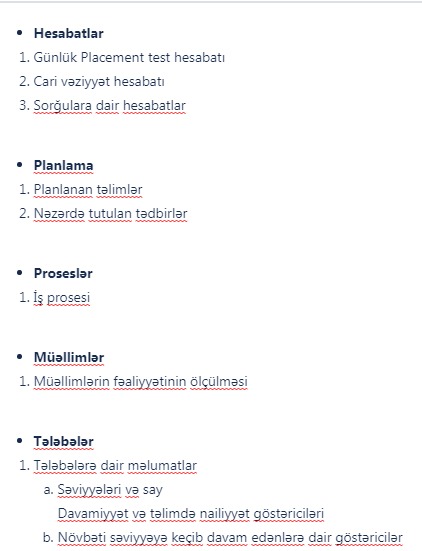 • Hesabatlar
1. Günlük Placement test hesabatı
2. Cari vəziyyət hesabatı
3. Sorğulara dair hesabatlar
• Planlama
1. Planlanan təlimlər
2. Nəzərdə tutulan tədbirlər
• Proseslər
1. İş prosesi
• Müəllimlər
1. Müəllimlərin fəaliyyətinin ölçülməsi
• Tələbələr
1. Tələbələrə dair məlumatlar
a. Səviyyələri və say
Davamiyyət və təlimdə nailiyyət göstəriciləri
b. Növbəti səviyyəyə keçib davam edənlərə dair göstəricilər